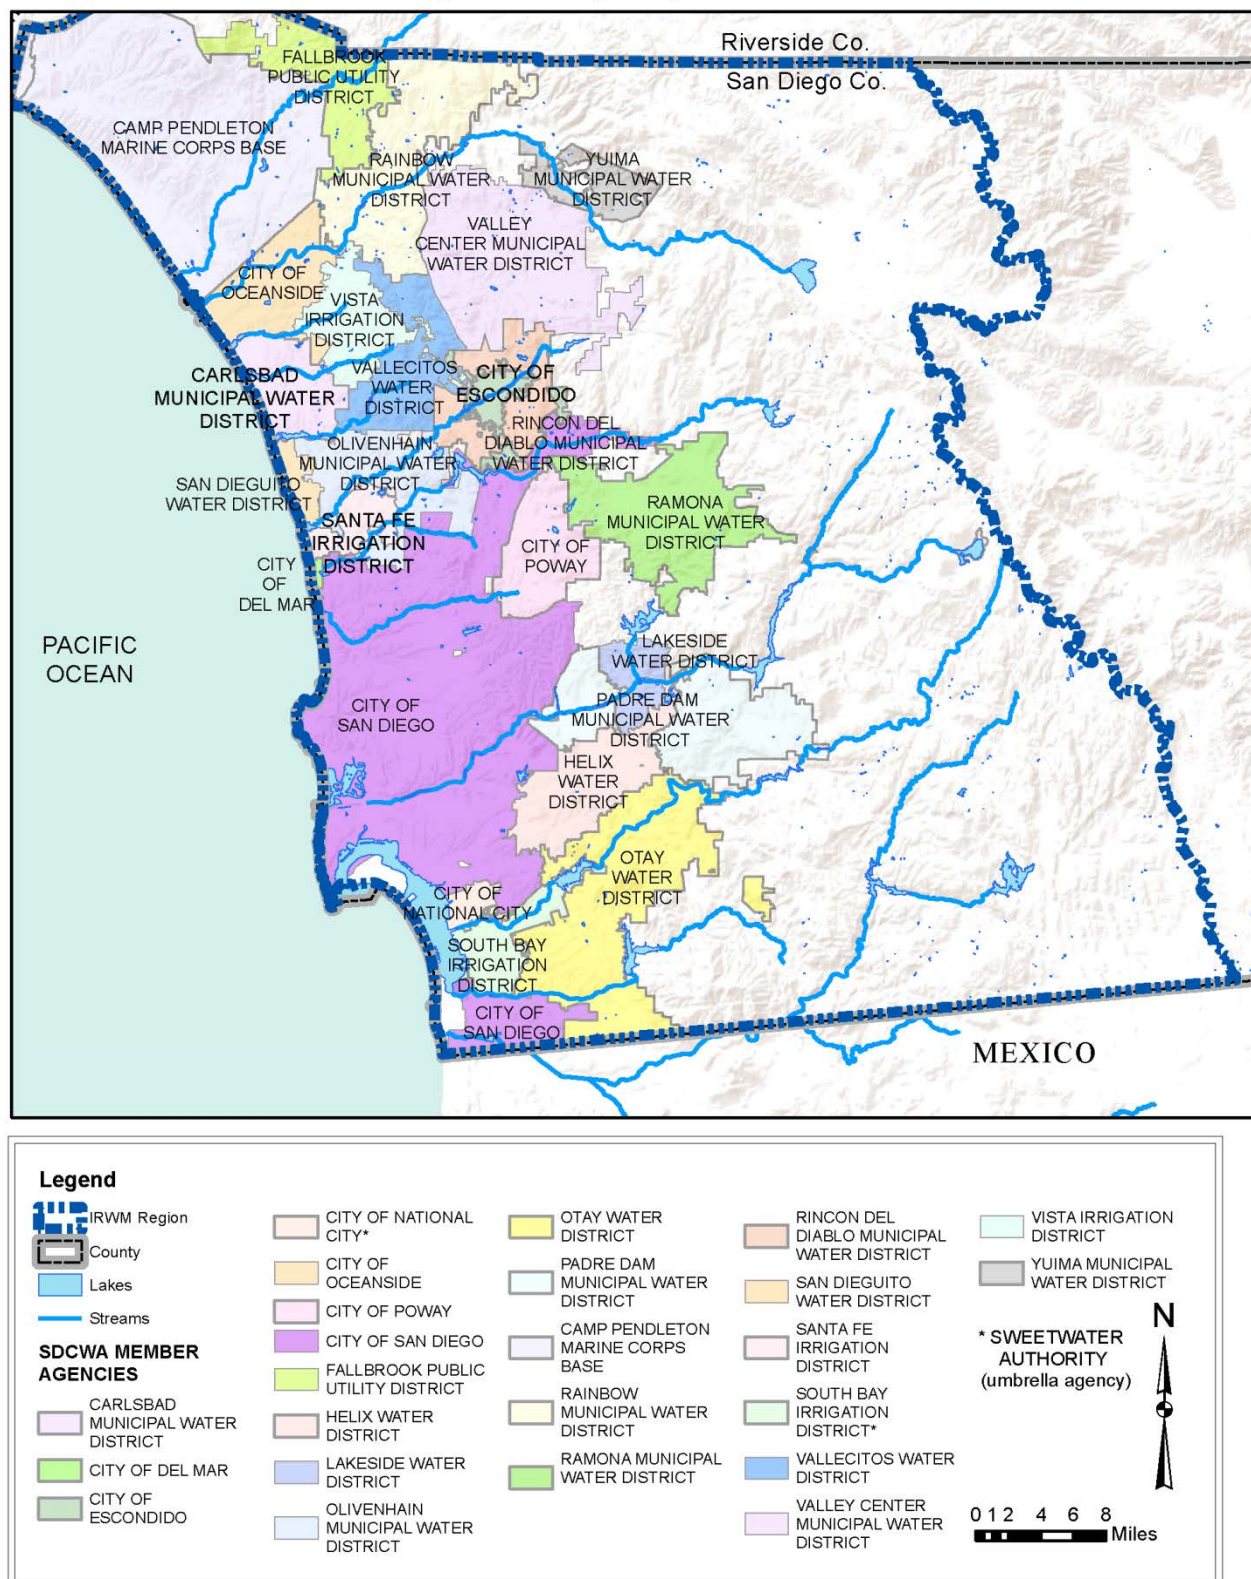 Riverside Co.
San Diego Co.
FALLBROOK
PUBLIC UTILITY
DISTRICT
CAMP PENDLETON
MARINE CORPS BASE
RAINBOW
MUNICIPAL WATER
DISTRICT
YUIMA
MUNICIPAL WATER
DISTRICT
VALLEY
CENTER MUNICIPAL
WATER DISTRICT
CITY OF
OCEANSIDE
VISTA
IRRIGATION
DISTRICT
VALLECITOS
WATER
DISTRICT
CITY OF
ESCONDIDO
CARLSBAD
MUNICIPAL WATER
DISTRICT
RINCON DEL
DIABLO MUNICIPAL
WATER DISTRICT
OLIVENHAIN
MUNICIPAL WATER
DISTRICT
SAN DIEGUITO
WATER DISTRICT
SANTA FE
IRRIGATION
DISTRICT
RAMONA
MUNICIPAL WATER
DISTRICT
CITY OF
POWAY
CITY
OF
DEL MAR
PACIFIC
OCEAN
LAKESIDE
WATER DISTRICT
CITY OF
SAN DIEGO
PADRE DAM
MUNICIPAL WATER
DISTRICT
HELIX
WATER
DISTRICT
OTAY
WATER
DISTRICT
CITY OF
NATIONAL CITY
SOUTH BAY
IRRIGATION
DISTRICT
CITY OF
SAN DIEGO
MEXICO
Legend
IRWM Region
County
Lakes
Streams
SDCWA MEMBER
AGENCIES
CARLSBAD
MUNICIPAL WATER
DISTRICT
CITY OF DEL MAR
CITY OF
ESCONDIDO
CITY OF NATIONAL
CITY*
CITY OF
OCEANSIDE
CITY OF POWAY
CITY OF SAN DIEGO
FALLBROOK PUBLIC
UTILITY DISTRICT
HELIX WATER
DISTRICT
LAKESIDE WATER
DISTRICT
OLIVENHAIN
MUNICIPAL WATER
DISTRICT
OTAY WATER
DISTRICT
PADRE DAM
MUNICIPAL WATER
DISTRICT
CAMP PENDLETON
MARINE CORPS
BASE
RAINBOW
MUNICIPAL WATER
DISTRICT
RAMONA MUNICIPAL
WATER DISTRICT
RINCON DEL
DIABLO MUNICIPAL
WATER DISTRICT
SAN DIEGUITO
WATER DISTRICT
SANTA FE
IRRIGATION
DISTRICT
SOUTH BAY
IRRIGATION
DISTRICT*
VALLECITOS WATER
DISTRICT
VALLEY CENTER
MUNICIPAL WATER
DISTRICT
VISTA IRRIGATION
DISTRICT
YUIMA MUNICIPAL
WATER DISTRICT
N
* SWEETWATER
AUTHORITY
(umbrella agency)
0 1 2 4 6 8
Miles